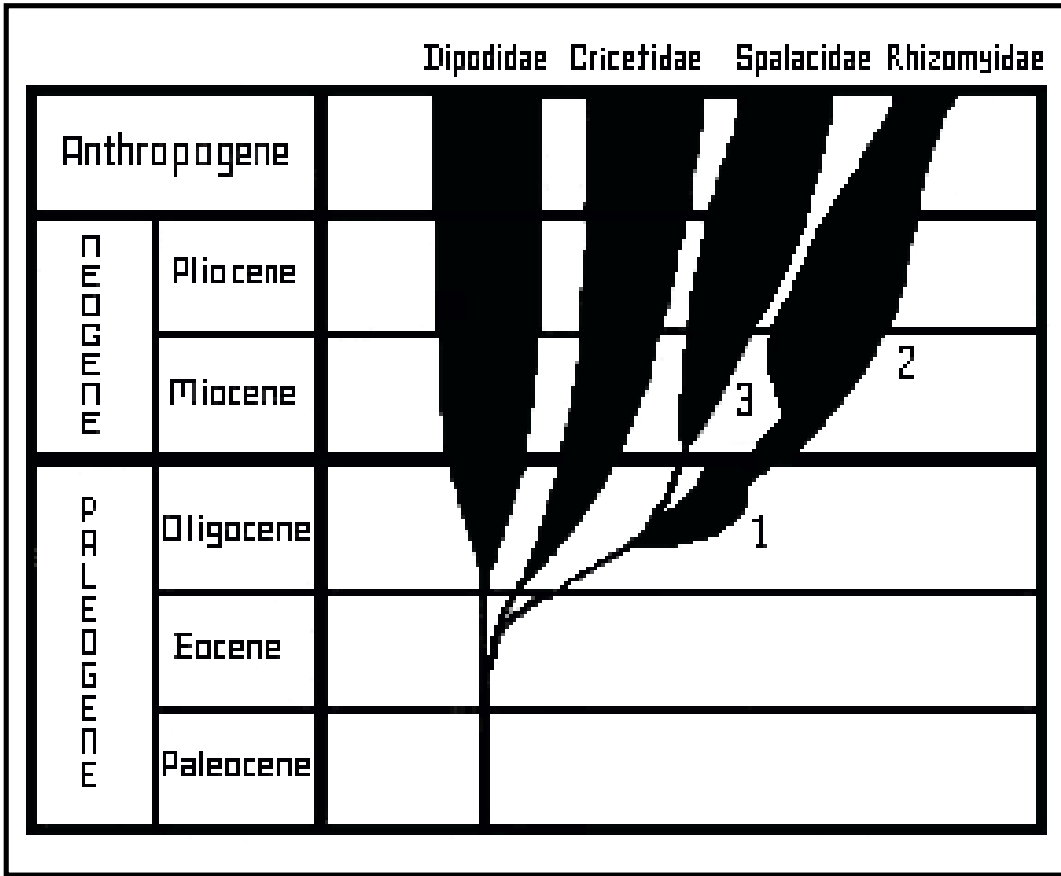 Dipodidae Cricetidae Spalacidae Rhizomyidae
Anthropogene
NEOGENE
Pliocene
Miocene
2
3
PALEOGENE
Oligocene
1
Eocene
Paleocene